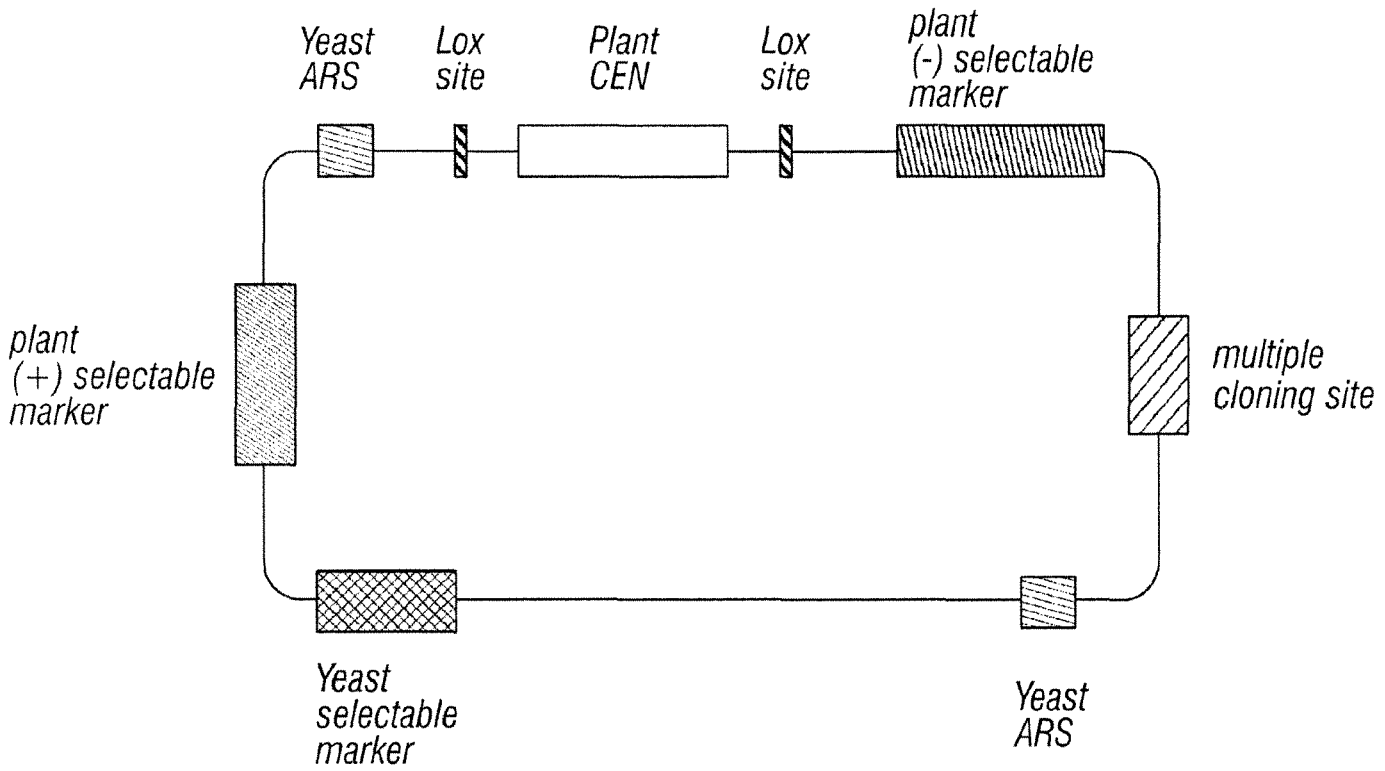 Yeast
ARS
Lox
site
Plant
CEN
Lox
site
plant
(-) selectable
marker
plant
(+) selectable
marker
multiple
cloning site
Yeast
selectable
marker
Yeast
ARS